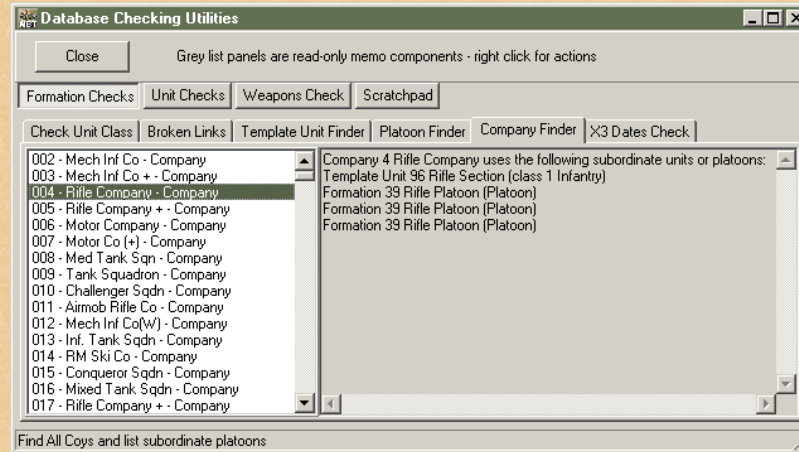 NET Database Checking Utilities
Close Grey list panels are read-only memo components - right click for actions
Formation Checks Unit Checks Weapons Check Scratchpad
Check Unit Class Broken Links Template Unit Finder Platoon Finder Company Finder X3 Dates Check
002 - Mech Inf Co - Company
003 - Mech Inf Co + - Company
004 - Rifle Company - Company
005 - Rifle Company + - Company
006 - Motor Company - Company
007 - Motor Co (+) - Company
008 - Med Tank Sqn - Company
009 - Tank Squadron - Company
010 - Challenger Sqdn - Company
011 - Airmob Rifle Co - Company
012 - Mech Inf Co(W) - Company
013 - Inf. Tank Sqdn - Company
014 - RM Ski Co - Company
015 - Conqueror Sqdn - Company
016 - Mixed Tank Sqdn - Company
017 - Rifle Company + - Company
Company 4 Rifle Company uses the following subordinate units or platoons:
Template Unit 96 Rifle Section (class 1 Infantry)
Formation 39 Rifle Platoon (Platoon)
Formation 39 Rifle Platoon (Platoon)
Formation 39 Rifle Platoon (Platoon)
Find All Coys and list subordinate platoons